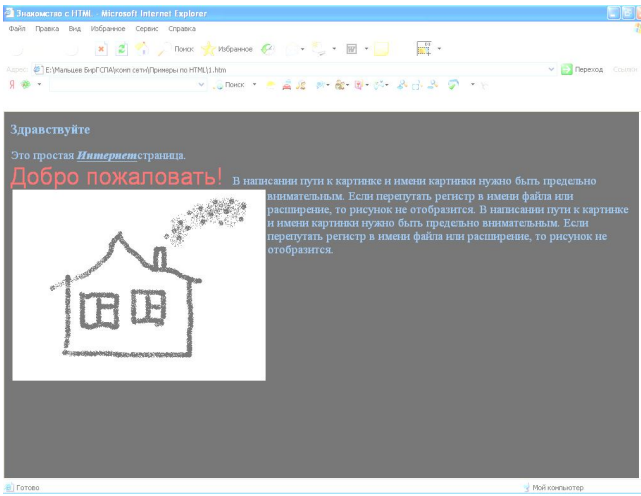 Знакомство с HTML - Microsoft Internet Explorer
Файл Правка Вид Избранное Сервис Справка
Поиск Избранное
Адрес: E:\Мальцев БирГСПА\комп сети\Примеры по HTML\1.htm Переход Ссылки
Я Поиск
Здравствуйте
Это простая Интернетстраница.
Добро пожаловать! В написании пути к картинке и имени картинки нужно быть предельно
внимательным. Если перепутать регистр в имени файла или
расширение, то рисунок не отобразится. В написании пути к картинке
и имени картинки нужно быть предельно внимательным. Если
перепутать регистр в имени файла или расширение, то рисунок не
отобразится.
Готово Мой компьютер